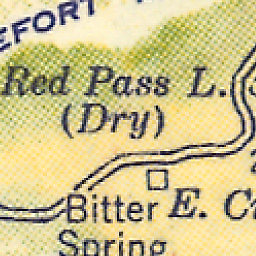 EFORT
Red Pass L.
(Dry)
Bitter E. C
Spring